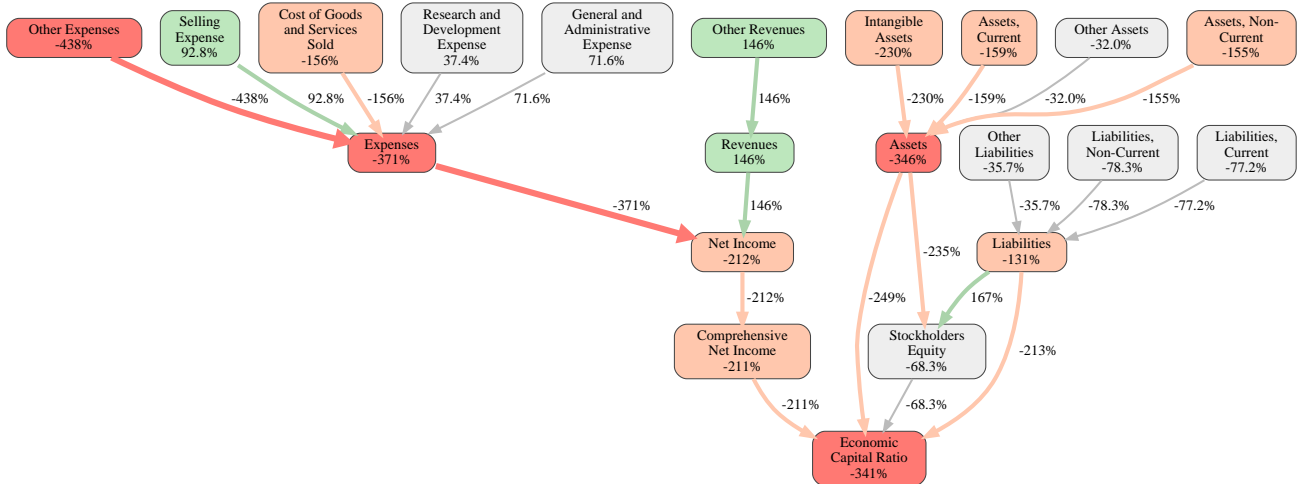 Other Expenses
-438%
Selling
Expense
92.8%
Cost of Goods
and Services
Sold
-156%
Research and
Development
Expense
37.4%
General and
Administrative
Expense
71.6%
Other Revenues
146%
Intangible
Assets
-230%
Assets,
Current
-159%
Other Assets
-32.0%
Assets, Non-
Current
-155%
-438%
92.8%
-156%
37.4%
71.6%
146%
-230%
-159%
-32.0%
-155%
Expenses
-371%
Revenues
146%
Assets
-346%
Other
Liabilities
-35.7%
Liabilities,
Non-Current
-78.3%
Liabilities,
Current
-77.2%
-371%
146%
-35.7%
-78.3%
-77.2%
Net Income
-212%
-235%
Liabilities
-131%
-212%
-249%
167%
Comprehensive
Net Income
-211%
Stockholders
Equity
-68.3%
-213%
-211%
-68.3%
Economic
Capital Ratio
-341%